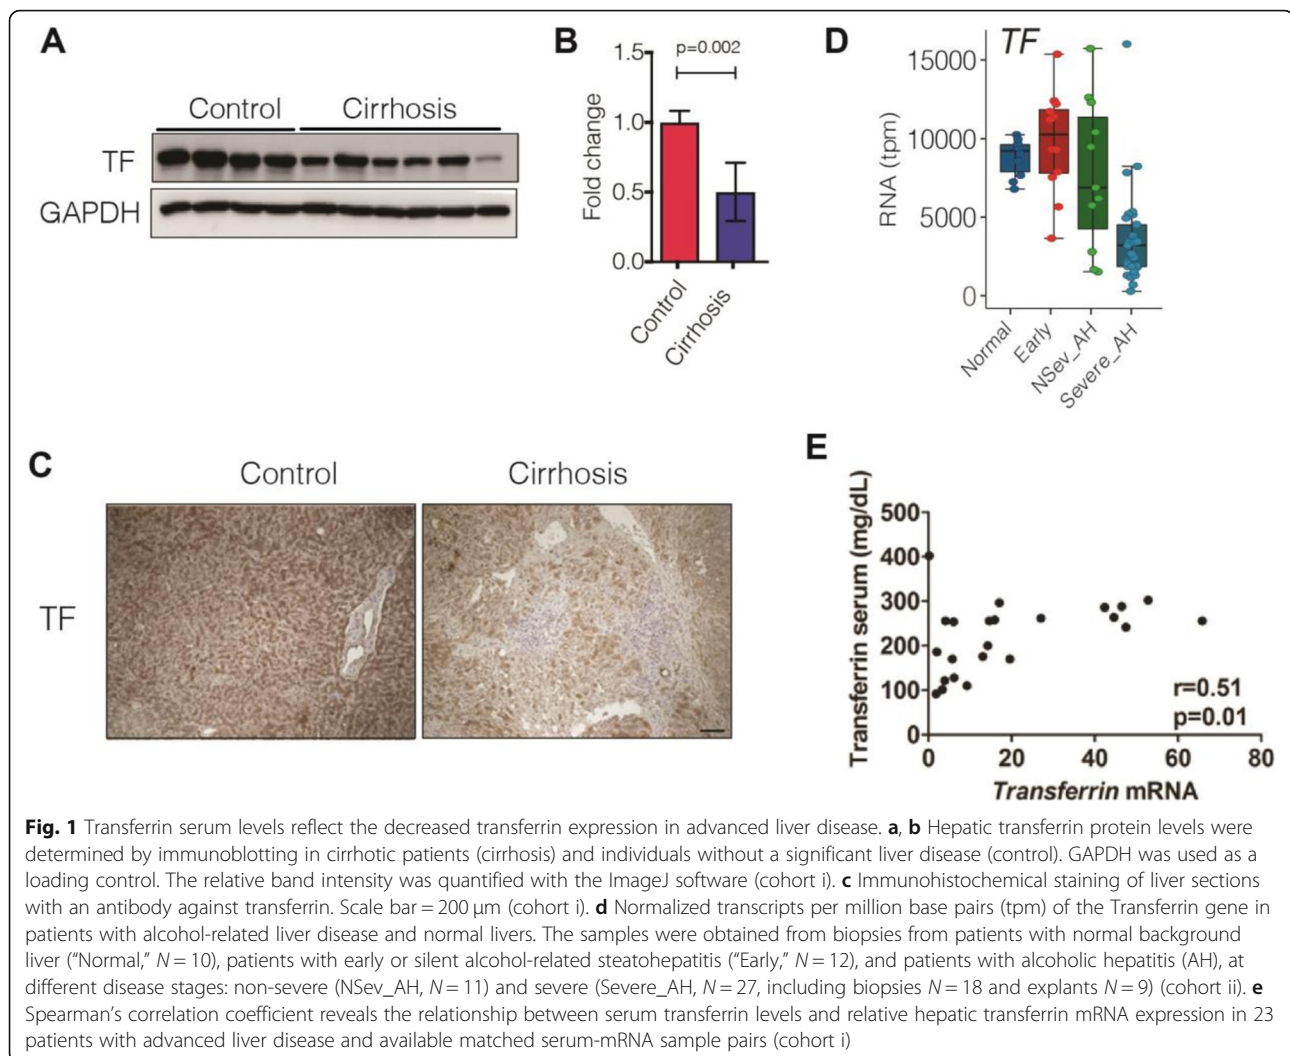 A
Control Cirrhosis
TF
GAPDH
B
p=0.002
1.5
1.0
0.5
0.0
Fold change
Control
Cirrhosis
D
TF
15000
10000
5000
0
RNA (tpm)
Normal
Early
NSev_AH
Severe_AH
C
Control Cirrhosis
TF
E
500
400
300
200
100
0
Transferrin serum (mg/dL)
r=0.51
p=0.01
0 20 40 60 80
Transferrin mRNA
Fig. 1 Transferrin serum levels reflect the decreased transferrin expression in advanced liver disease. a, b Hepatic transferrin protein levels were
determined by immunoblotting in cirrhotic patients (cirrhosis) and individuals without a significant liver disease (control). GAPDH was used as a
loading control. The relative band intensity was quantified with the ImageJ software (cohort i). c Immunohistochemical staining of liver sections
with an antibody against transferrin. Scale bar = 200 μm (cohort i). d Normalized transcripts per million base pairs (tpm) of the Transferrin gene in
patients with alcohol-related liver disease and normal livers. The samples were obtained from biopsies from patients with normal background
liver (“Normal,” N = 10), patients with early or silent alcohol-related steatohepatitis (“Early,” N = 12), and patients with alcoholic hepatitis (AH), at
different disease stages: non-severe (NSev_AH, N = 11) and severe (Severe_AH, N = 27, including biopsies N = 18 and explants N = 9) (cohort ii). e
Spearman’s correlation coefficient reveals the relationship between serum transferrin levels and relative hepatic transferrin mRNA expression in 23
patients with advanced liver disease and available matched serum-mRNA sample pairs (cohort i)